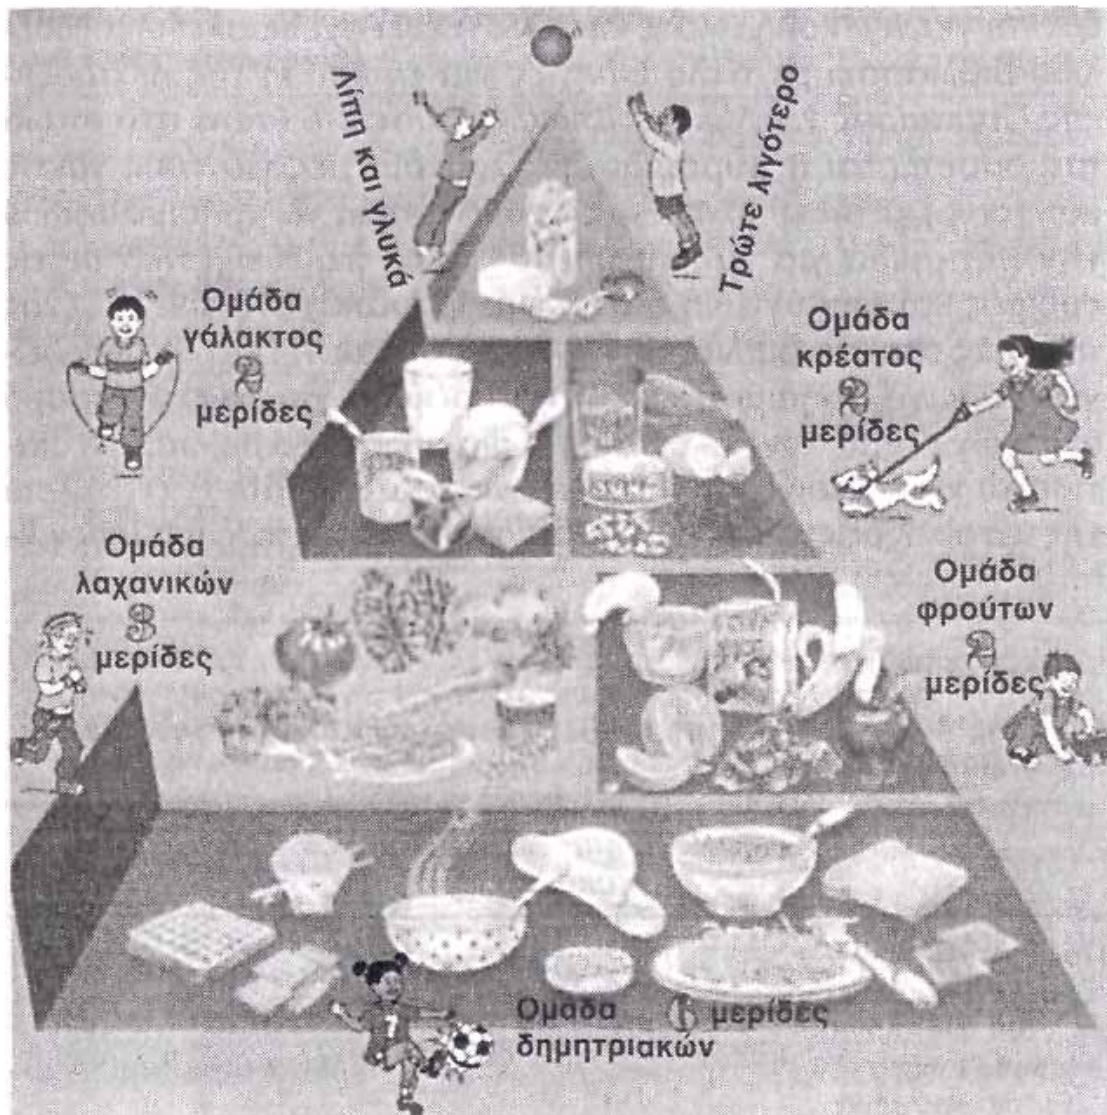 Λίπη και γλυκά
Τρώτε λιγότερο
Ομάδα
γάλακτος
2
μερίδες
Ομάδα
κρέατος
2
μερίδες
Ομάδα
λαχανικών
3
μερίδες
Ομάδα
φρούτων
2
μερίδες
Ομάδα 6 μερίδες
δημητριακών